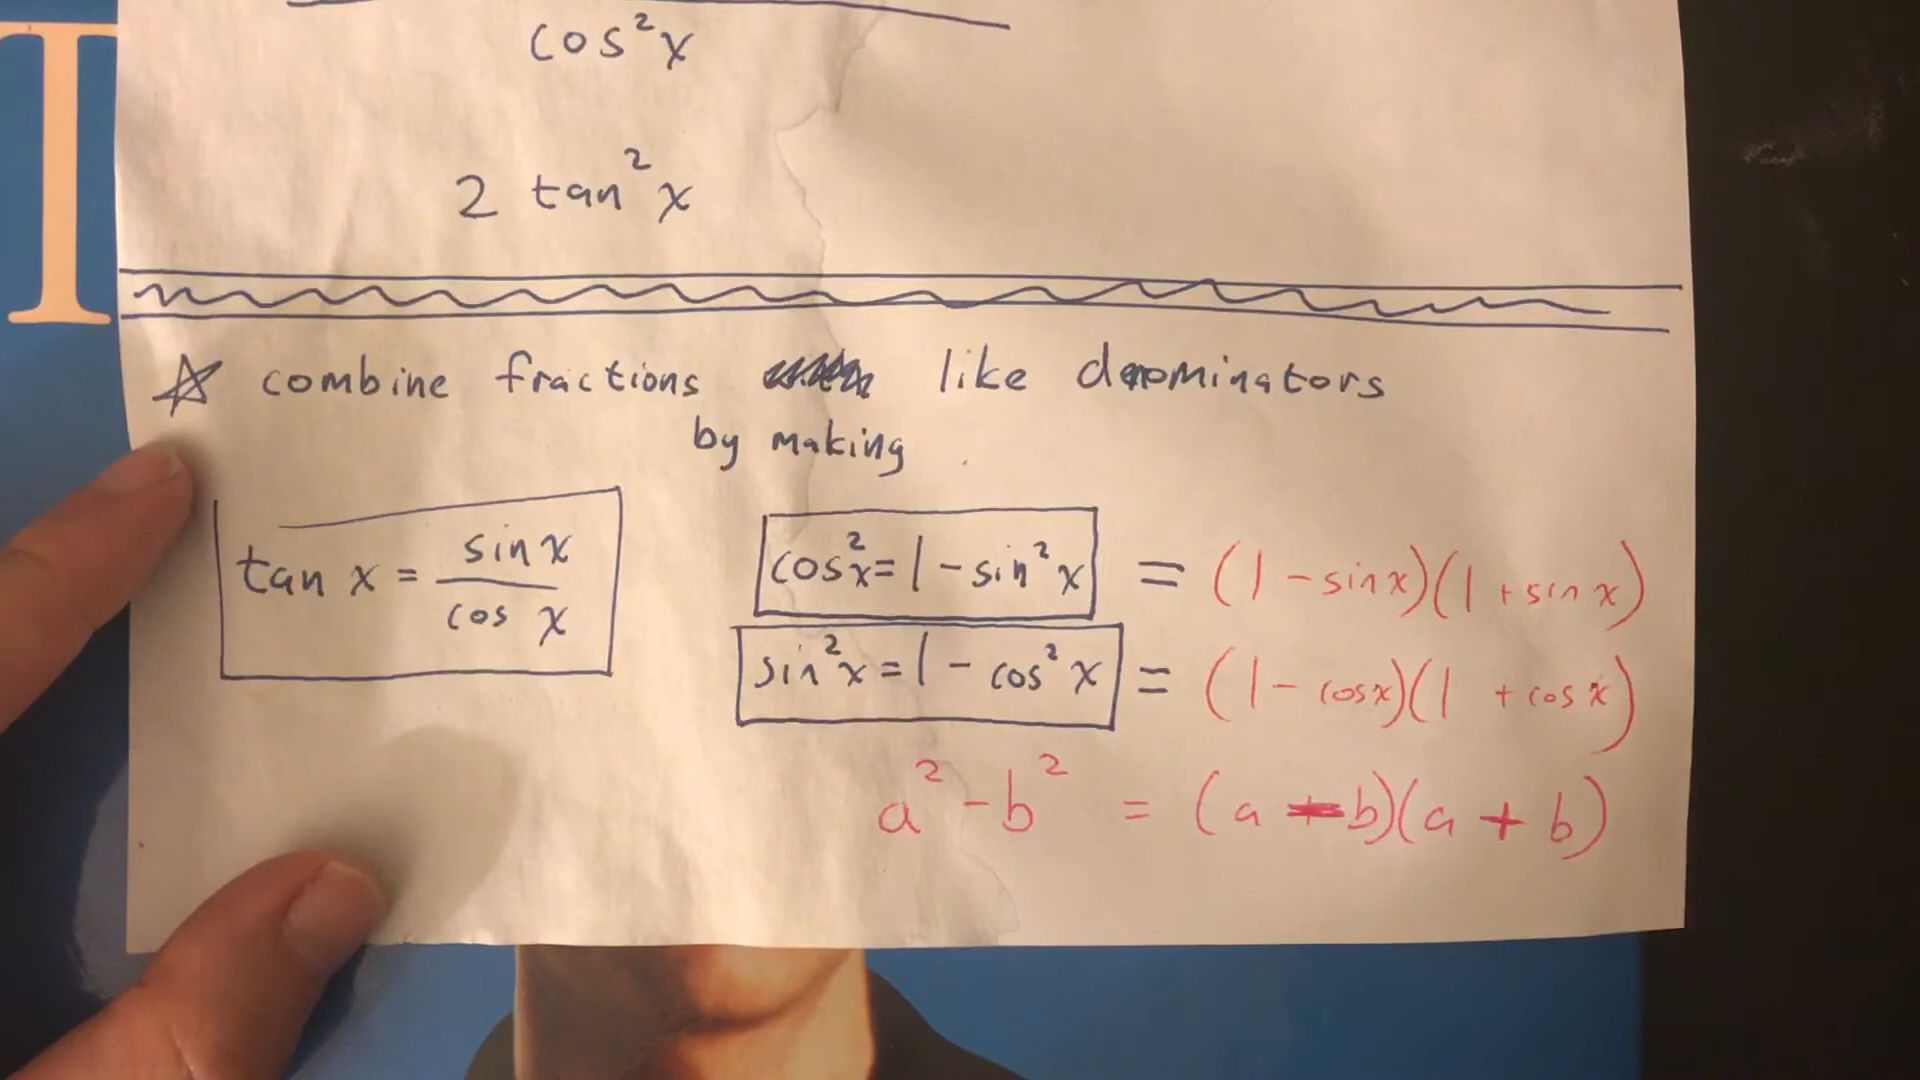 T
cos²x
2 tan²x
☆ combine fractions like denominators
by making
tan x = sin x / cos x
cos²x = 1 - sin²x = (1 - sin x)(1 + sin x)
sin²x = 1 - cos²x = (1 - cos x)(1 + cos x)
a² - b² = (a - b)(a + b)